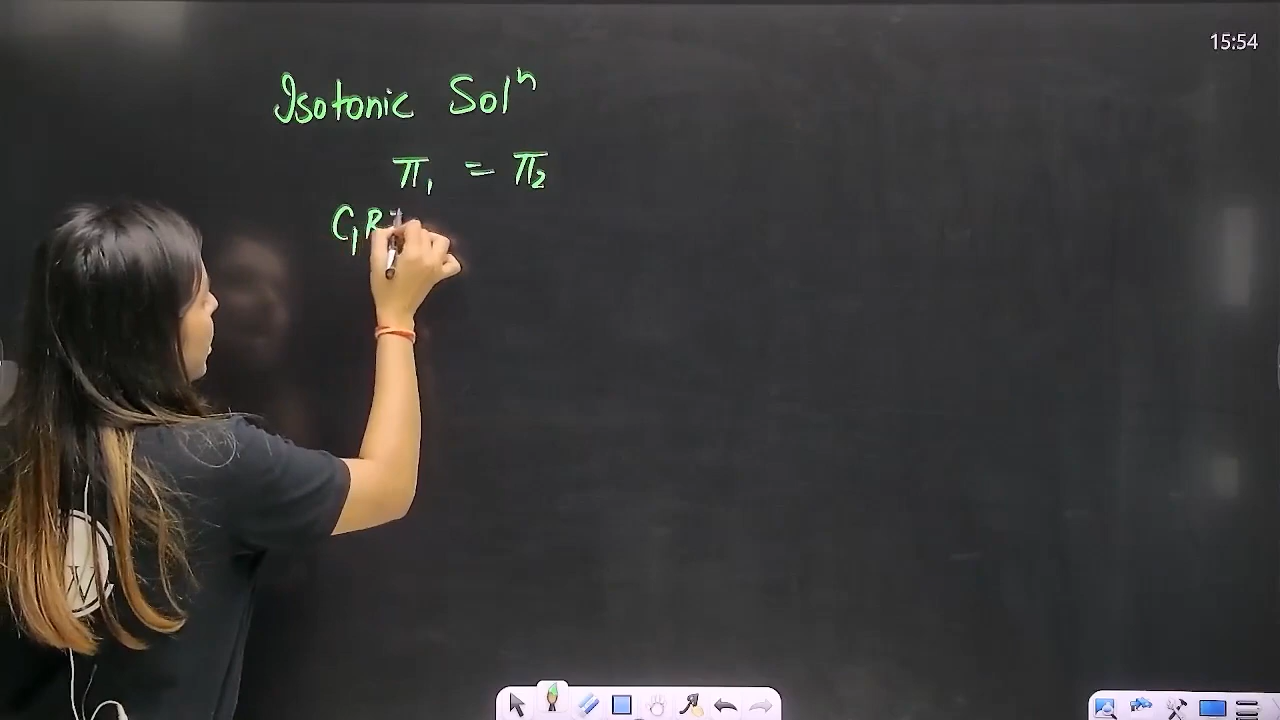 15:54
Isotonic Solⁿ
π₁ = π₂
C₁R
W